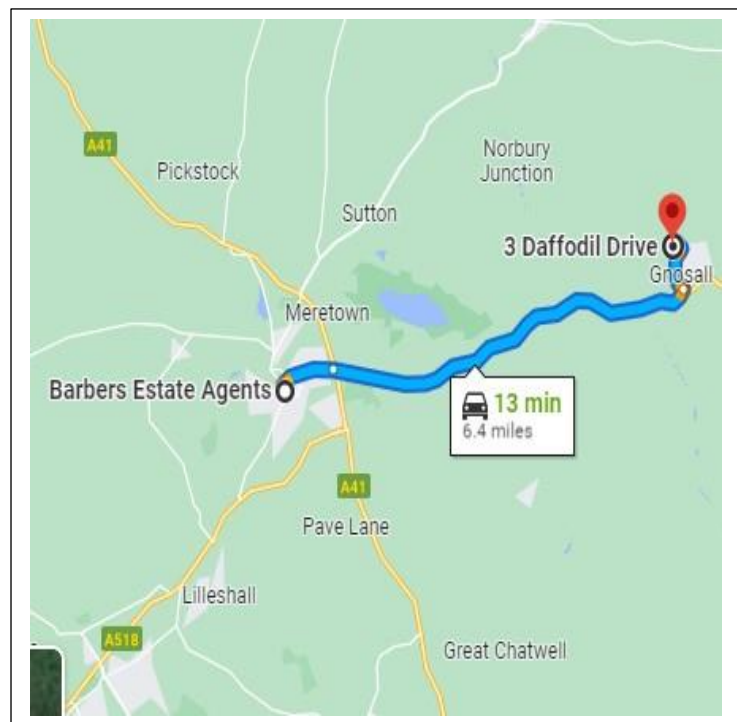 A41
Pickstock
Norbury
Junction
Sutton
3 Daffodil Drive
Gnosall
Meretown
Barbers Estate Agents
13 min
6.4 miles
A41
Pave Lane
Lilleshall
A518
Great Chatwell